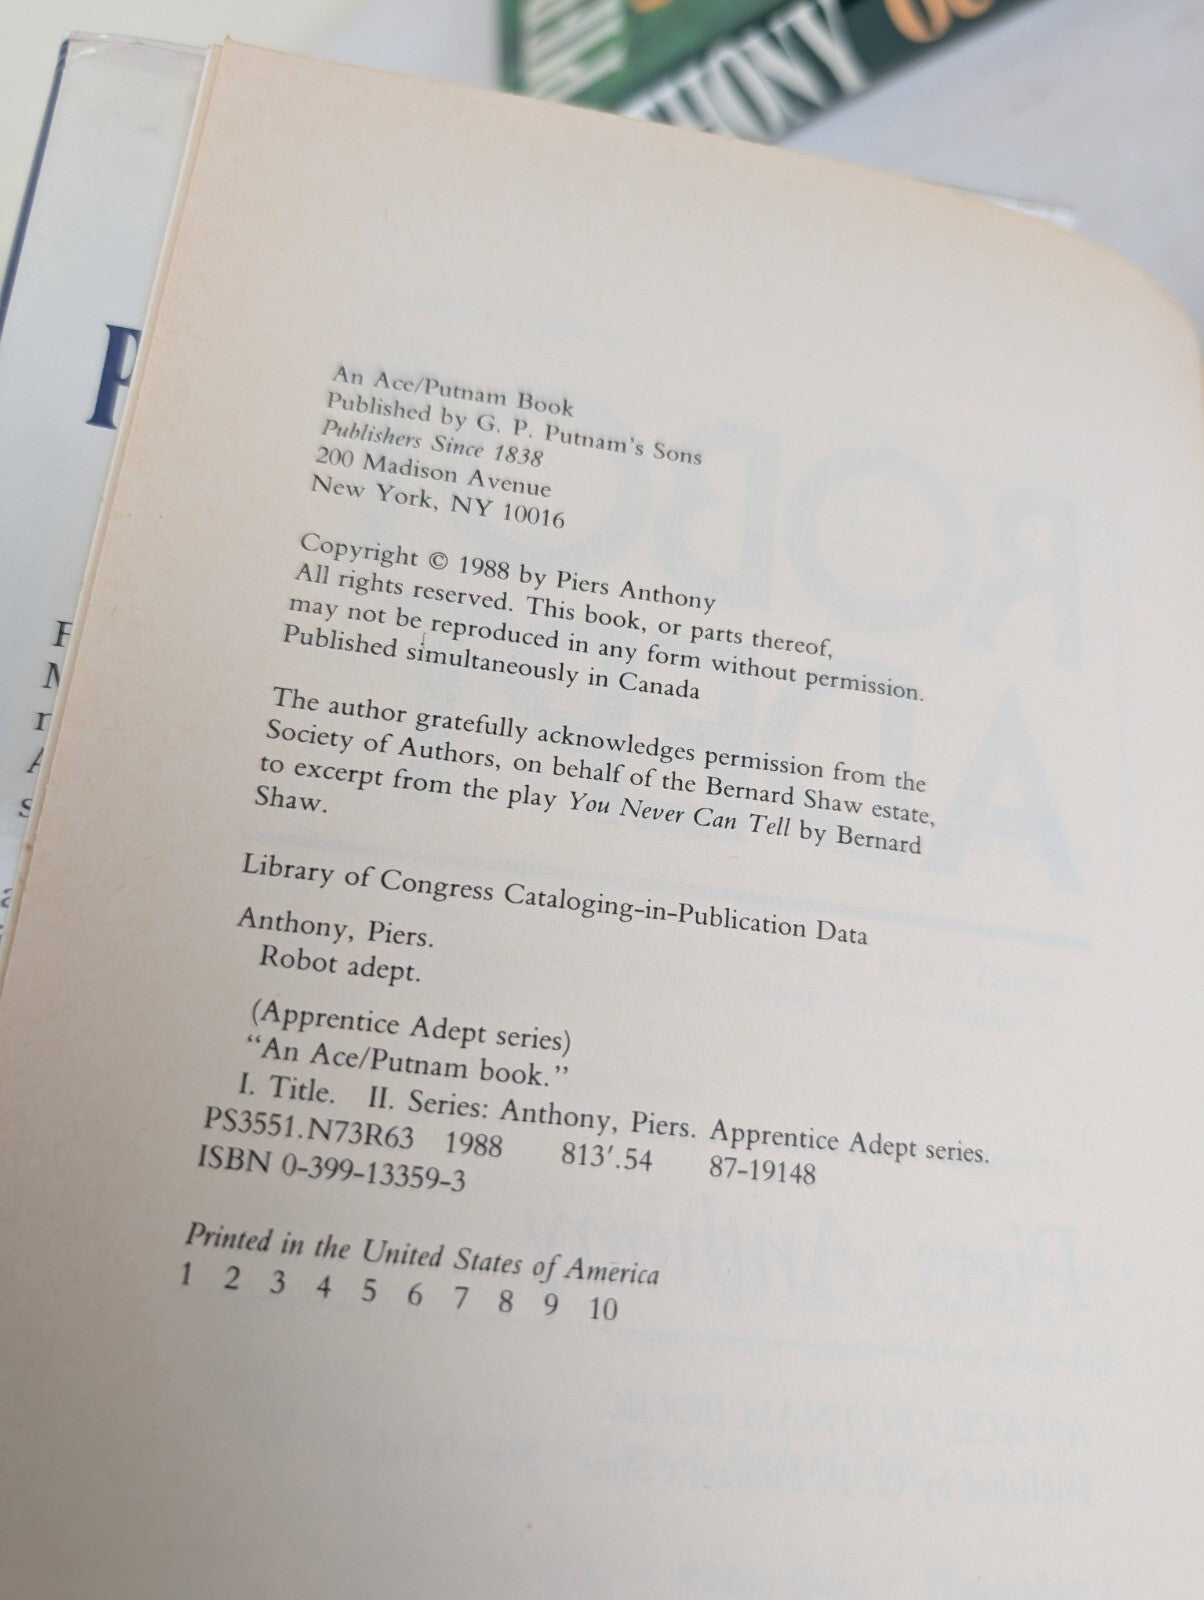 HONY
An Ace/Putnam Book
Published by G. P. Putnam's Sons
Publishers Since 1838
200 Madison Avenue
New York, NY 10016
Copyright © 1988 by Piers Anthony
All rights reserved. This book, or parts thereof,
may not be reproduced in any form without permission.
Published simultaneously in Canada
The author gratefully acknowledges permission from the
Society of Authors, on behalf of the Bernard Shaw estate,
to excerpt from the play You Never Can Tell by Bernard
Shaw.
Library of Congress Cataloging-in-Publication Data
Anthony, Piers.
Robot adept.
(Apprentice Adept series)
“An Ace/Putnam book.”
I. Title. II. Series: Anthony, Piers. Apprentice Adept series.
PS3551.N73R63 1988 813′.54 87-19148
ISBN 0-399-13359-3
Printed in the United States of America
1 2 3 4 5 6 7 8 9 10